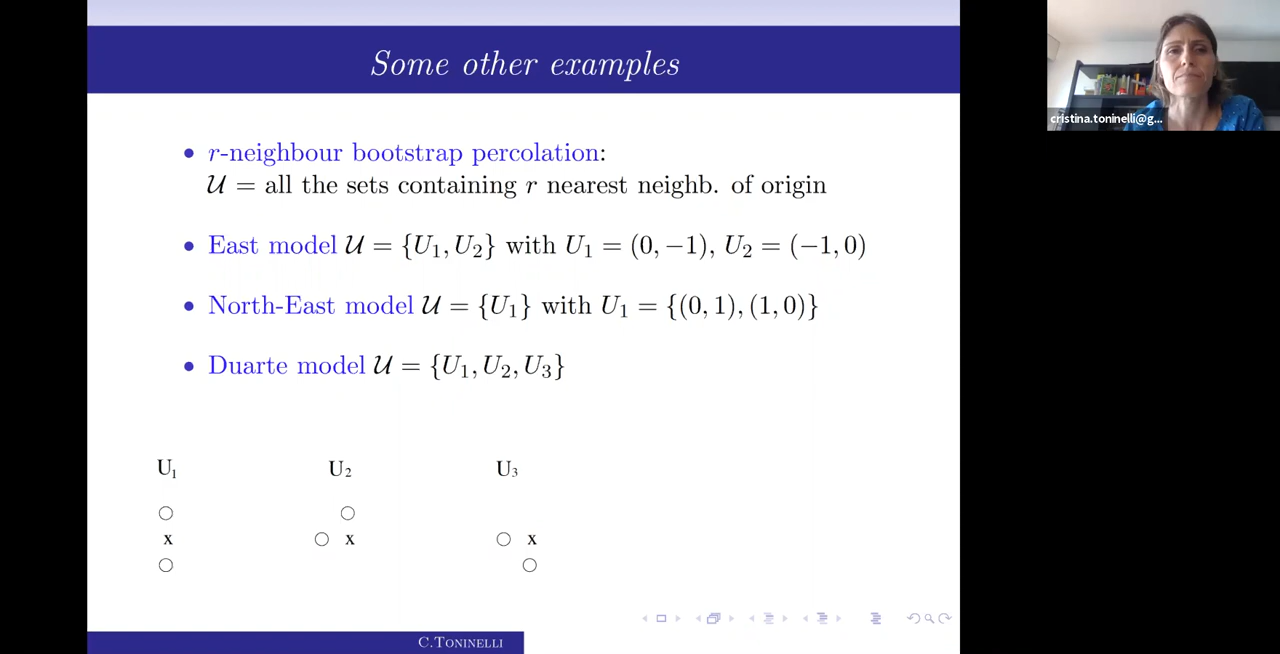 Some other examples
cristina.toninelli@g...
• r-neighbour bootstrap percolation:
𝒰 = all the sets containing r nearest neighb. of origin
• East model 𝒰 = {U₁, U₂} with U₁ = (0, −1), U₂ = (−1, 0)
• North-East model 𝒰 = {U₁} with U₁ = {(0, 1), (1, 0)}
• Duarte model 𝒰 = {U₁, U₂, U₃}
U₁ U₂ U₃
x x x
C.Toninelli